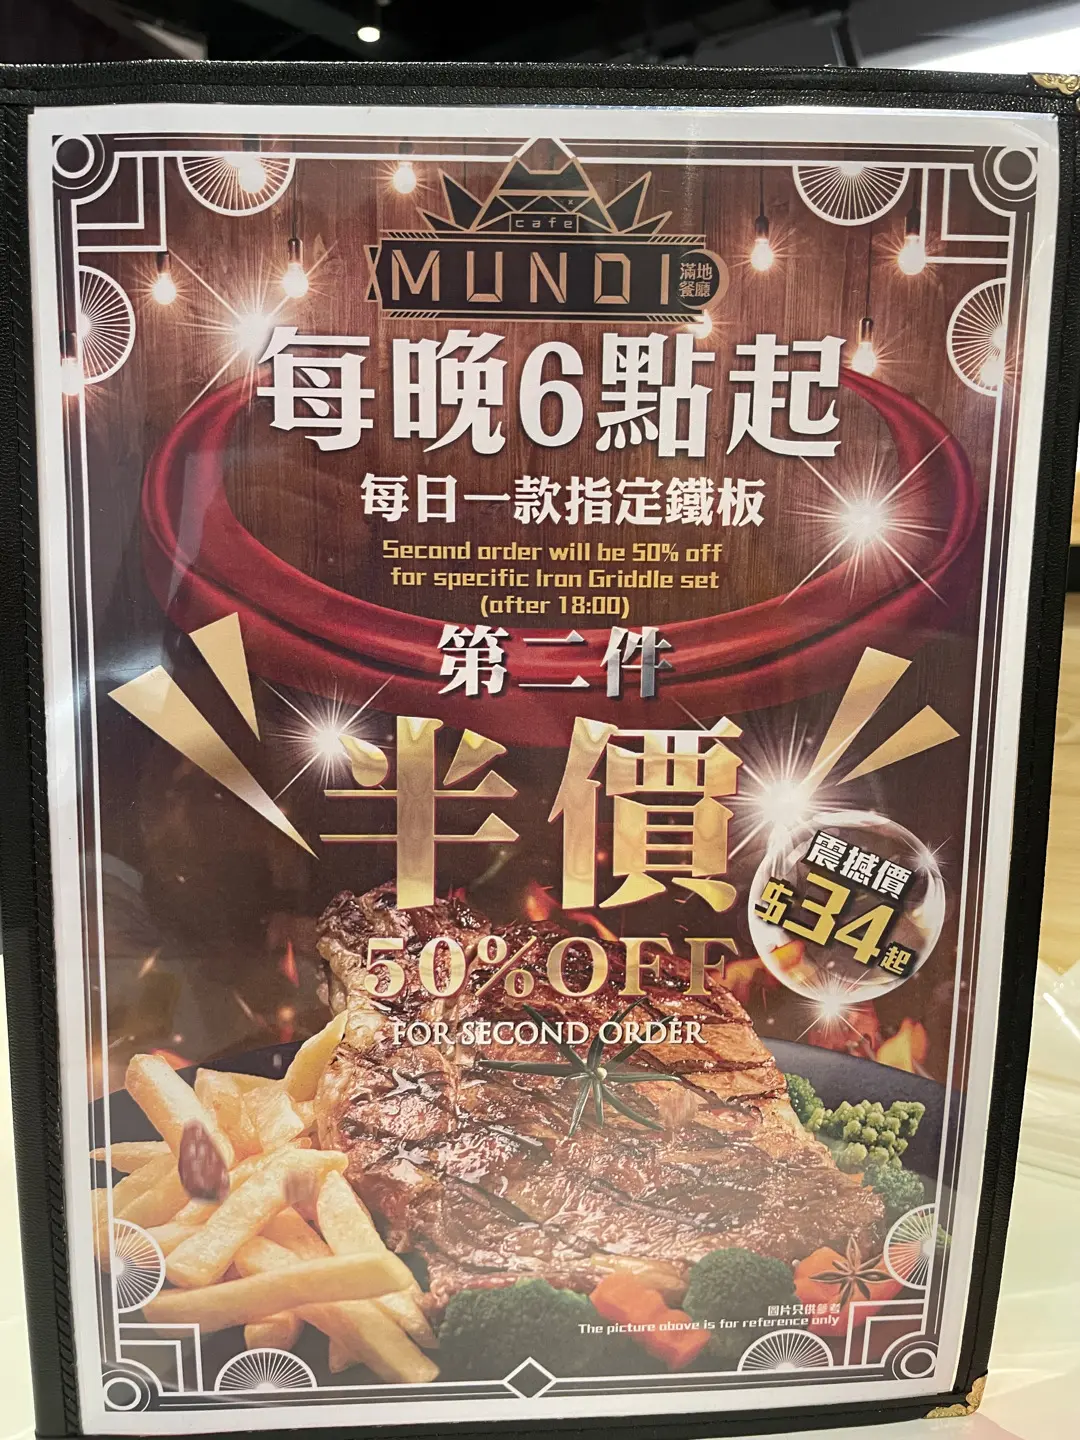 cafe
MUNDI
滿地
餐廳
每晚6點起
每日一款指定鐵板
Second order will be 50% off
for specific Iron Griddle set
(after 18:00)
第二件
半價
震撼價
$34起
50%OFF
FOR SECOND ORDER
圖片只供參考
The picture above is for reference only